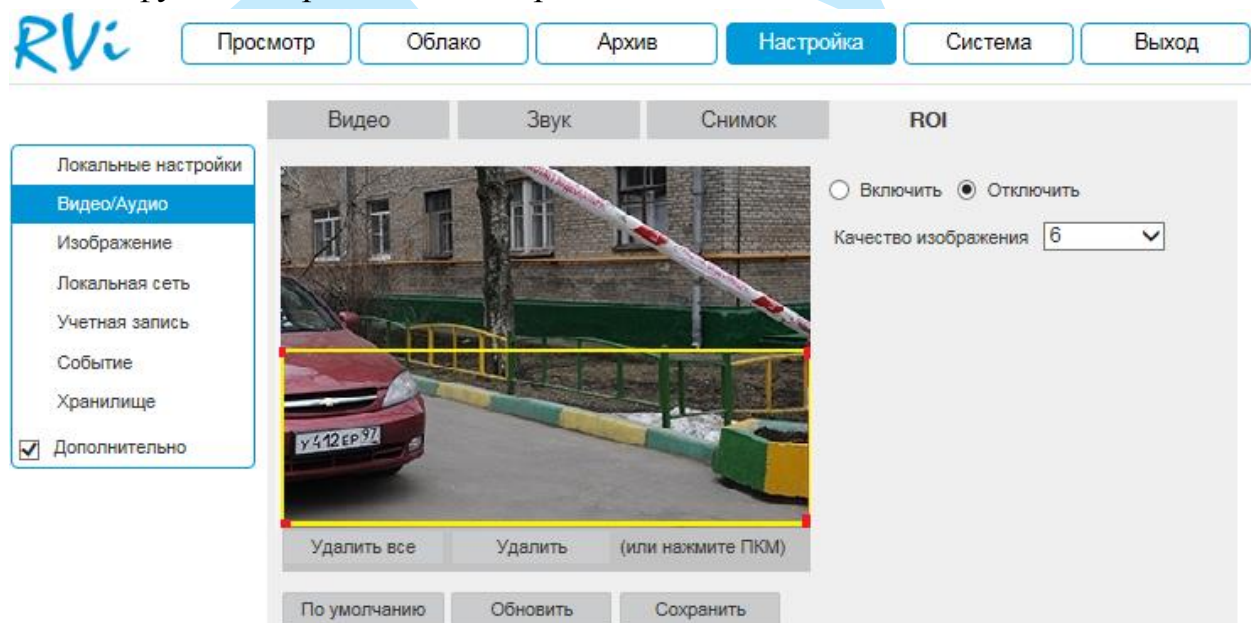 RVi
Просмотр
Облако
Архив
Настройка
Система
Выход
Видео
Звук
Снимок
ROI
Локальные настройки
Видео/Аудио
Изображение
Локальная сеть
Учетная запись
Событие
Хранилище
Дополнительно
Включить
Отключить
Качество изображения 6
У412ЕР97
Удалить все
Удалить
(или нажмите ПКМ)
По умолчанию
Обновить
Сохранить